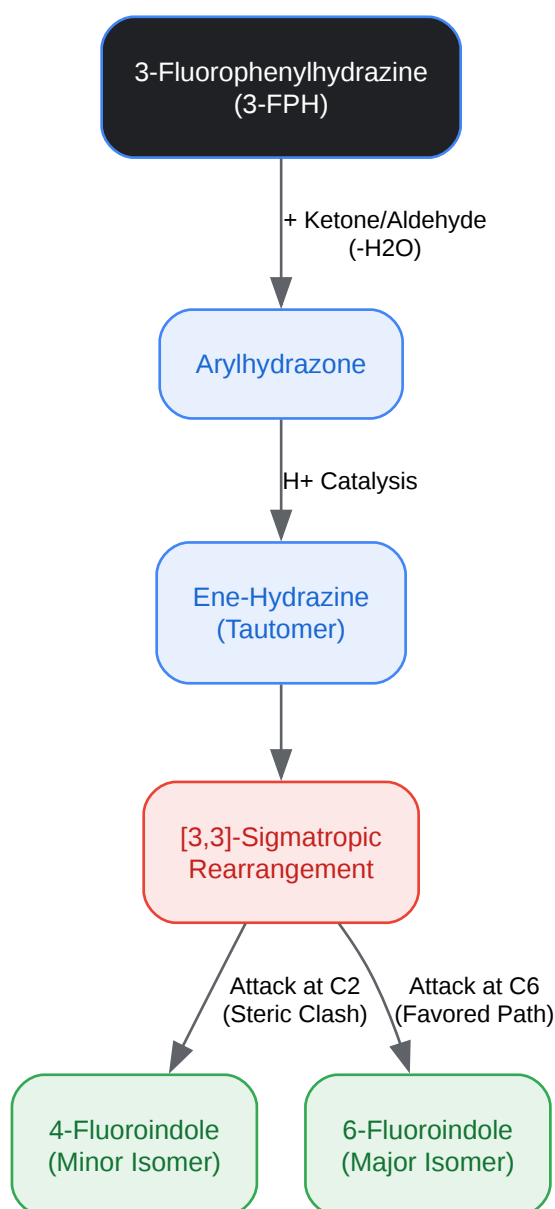 3-Fluorophenylhydrazine
(3-FPH)
+ Ketone/Aldehyde
(-H2O)
Arylhydrazone
H+ Catalysis
Ene-Hydrazine
(Tautomer)
[3,3]-Sigmatropic
Rearrangement
Attack at C2
(Steric Clash)
Attack at C6
(Favored Path)
4-Fluoroindole
(Minor Isomer)
6-Fluoroindole
(Major Isomer)